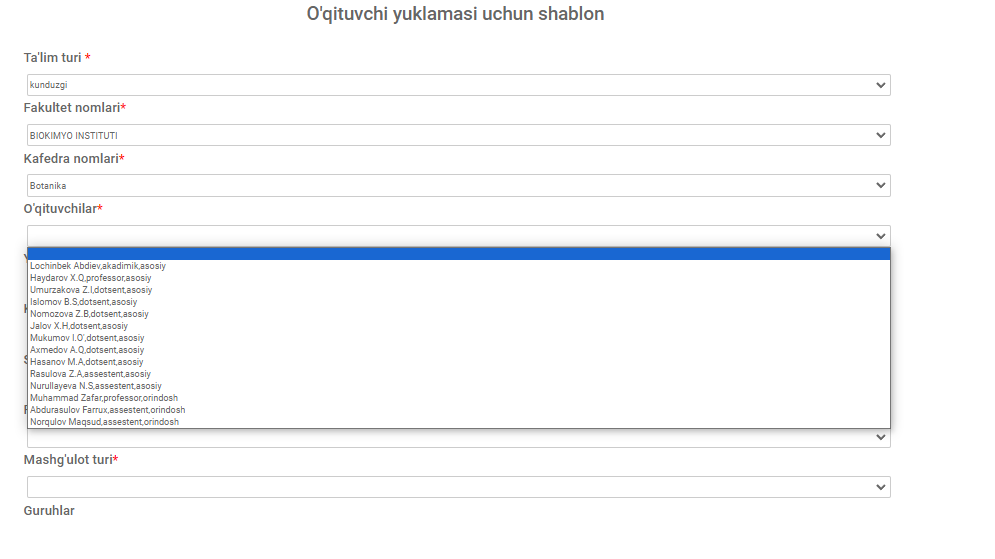 O'qituvchi yuklamasi uchun shablon
Ta'lim turi *
kunduzgi
Fakultet nomlari*
BIOKIMYO INSTITUTI
Kafedra nomlari*
Botanika
O'qituvchilar*
Lochinbek Abdiev,akadimik,asosiy
Haydarov X.Q,professor,asosiy
Umurzakova Z.I,dotsent,asosiy
Islomov B.S,dotsent,asosiy
Nomozova Z.B,dotsent,asosiy
Jalov X.H,dotsent,asosiy
Mukumov I.O',dotsent,asosiy
Axmedov A.Q,dotsent,asosiy
Hasanov M.A,dotsent,asosiy
Rasulova Z.A,assestent,asosiy
Nurullayeva N.S,assestent,asosiy
Muhammad Zafar,professor,orindosh
Abdurasulov Farrux,assestent,orindosh
Norqulov Maqsud,assestent,orindosh
Mashg'ulot turi*
Guruhlar